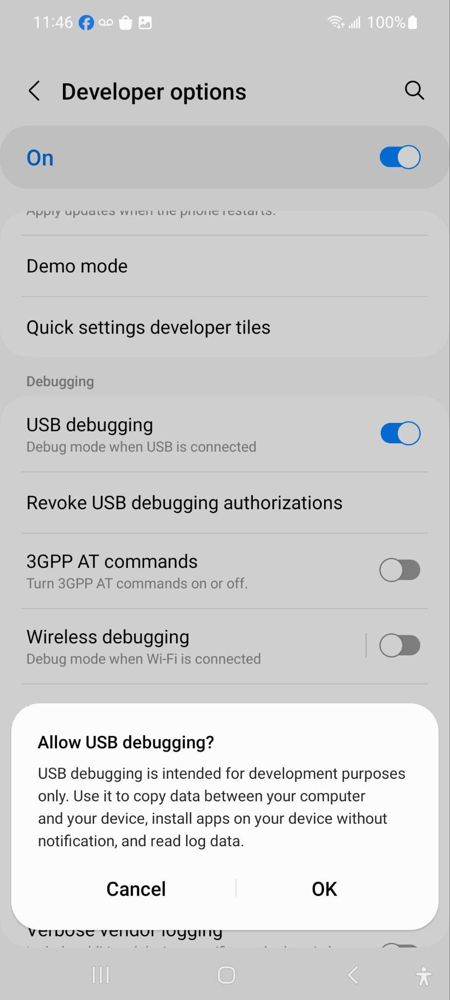 11:46
100%
Developer options
On
Apply updates when the phone restarts.
Demo mode
Quick settings developer tiles
Debugging
USB debugging
Debug mode when USB is connected
Revoke USB debugging authorizations
3GPP AT commands
Turn 3GPP AT commands on or off.
Wireless debugging
Debug mode when Wi-Fi is connected
Allow USB debugging?
USB debugging is intended for development purposes
only. Use it to copy data between your computer
and your device, install apps on your device without
notification, and read log data.
Cancel
OK
Verbose vendor logging